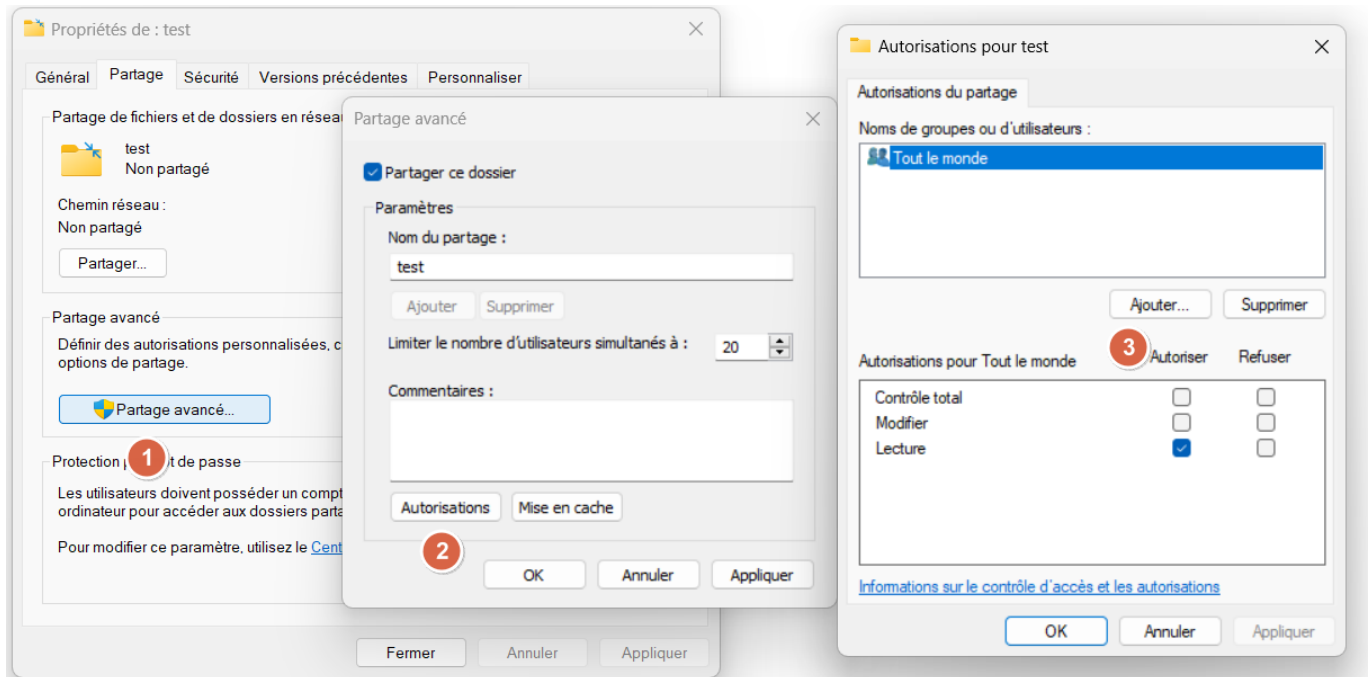 Propriétés de : test
Général Partage Sécurité Versions précédentes Personnaliser
Partage de fichiers et de dossiers en réseau
test
Non partagé
Chemin réseau :
Non partagé
Partager...
Partage avancé
Définir des autorisations personnalisées, c
options de partage.
Partage avancé...
1
Protection t de passe
Les utilisateurs doivent posséder un compt
ordinateur pour accéder aux dossiers parta
Pour modifier ce paramètre, utilisez le Cent
Fermer Annuler Appliquer
Partage avancé
Partager ce dossier
Paramètres
Nom du partage :
test
Ajouter Supprimer
Limiter le nombre d'utilisateurs simultanés à : 20
Commentaires :
Autorisations Mise en cache
2
OK Annuler Appliquer
Autorisations pour test
Autorisations du partage
Noms de groupes ou d'utilisateurs :
Tout le monde
Ajouter... Supprimer
3
Autorisations pour Tout le monde Autoriser Refuser
Contrôle total
Modifier
Lecture
Informations sur le contrôle d'accès et les autorisations
OK Annuler Appliquer